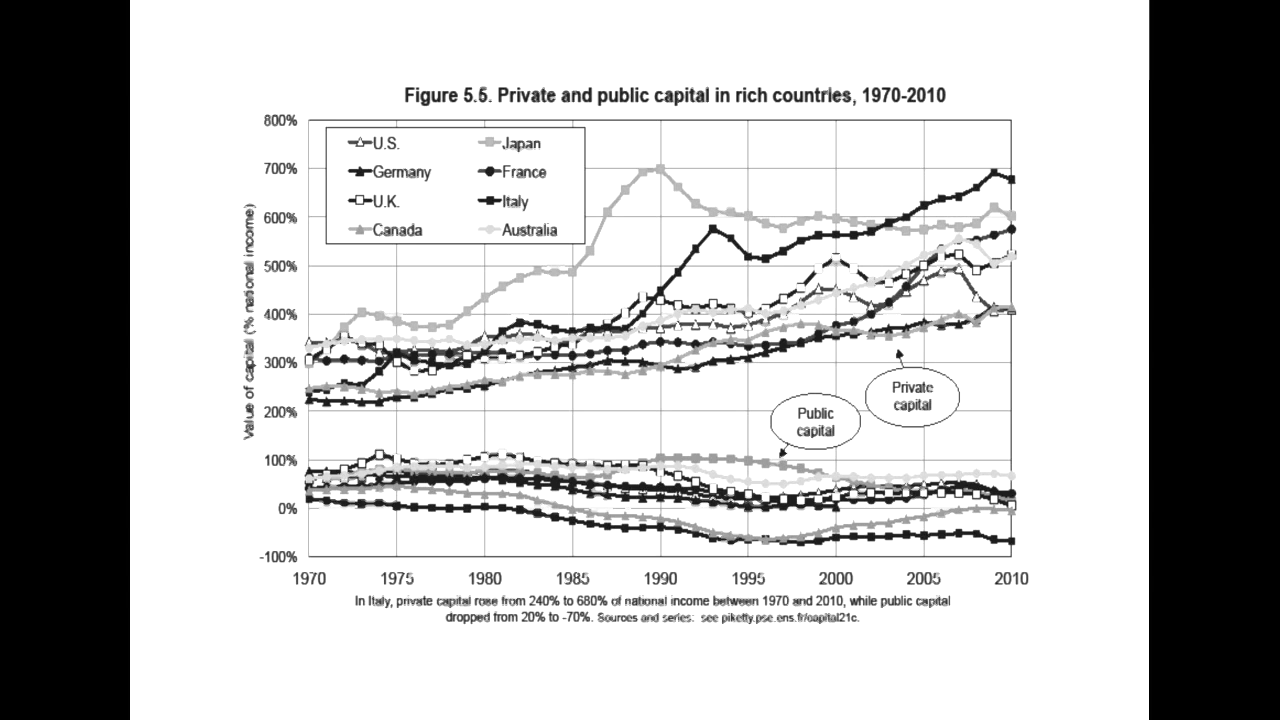 Figure 5.5. Private and public capital in rich countries, 1970-2010
800%
700%
600%
500%
400%
300%
200%
100%
0%
-100%
Value of capital (% national income)
U.S.
Japan
Germany
France
U.K.
Italy
Canada
Australia
Private
capital
Public
capital
1970 1975 1980 1985 1990 1995 2000 2005 2010
In Italy, private capital rose from 240% to 680% of national income between 1970 and 2010, while public capital
dropped from 20% to -70%. Sources and series: see piketty.pse.ens.fr/capital21c.